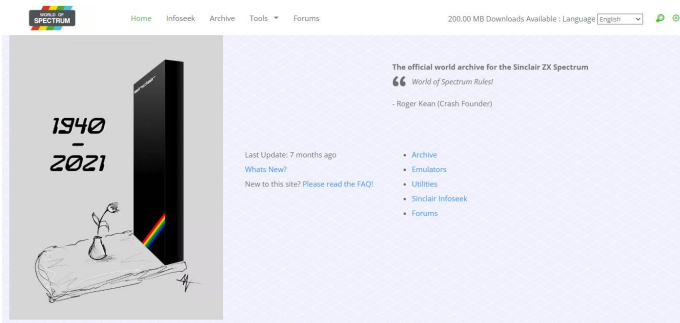 WORLD OF
SPECTRUM
Home Infoseek Archive Tools Forums
200.00 MB Downloads Available : Language English
1940
–
2021
The official world archive for the Sinclair ZX Spectrum
World of Spectrum Rules!
- Roger Kean (Crash Founder)
Last Update: 7 months ago
Whats New?
New to this site? Please read the FAQ!
• Archive
• Emulators
• Utilities
• Sinclair Infoseek
• Forums